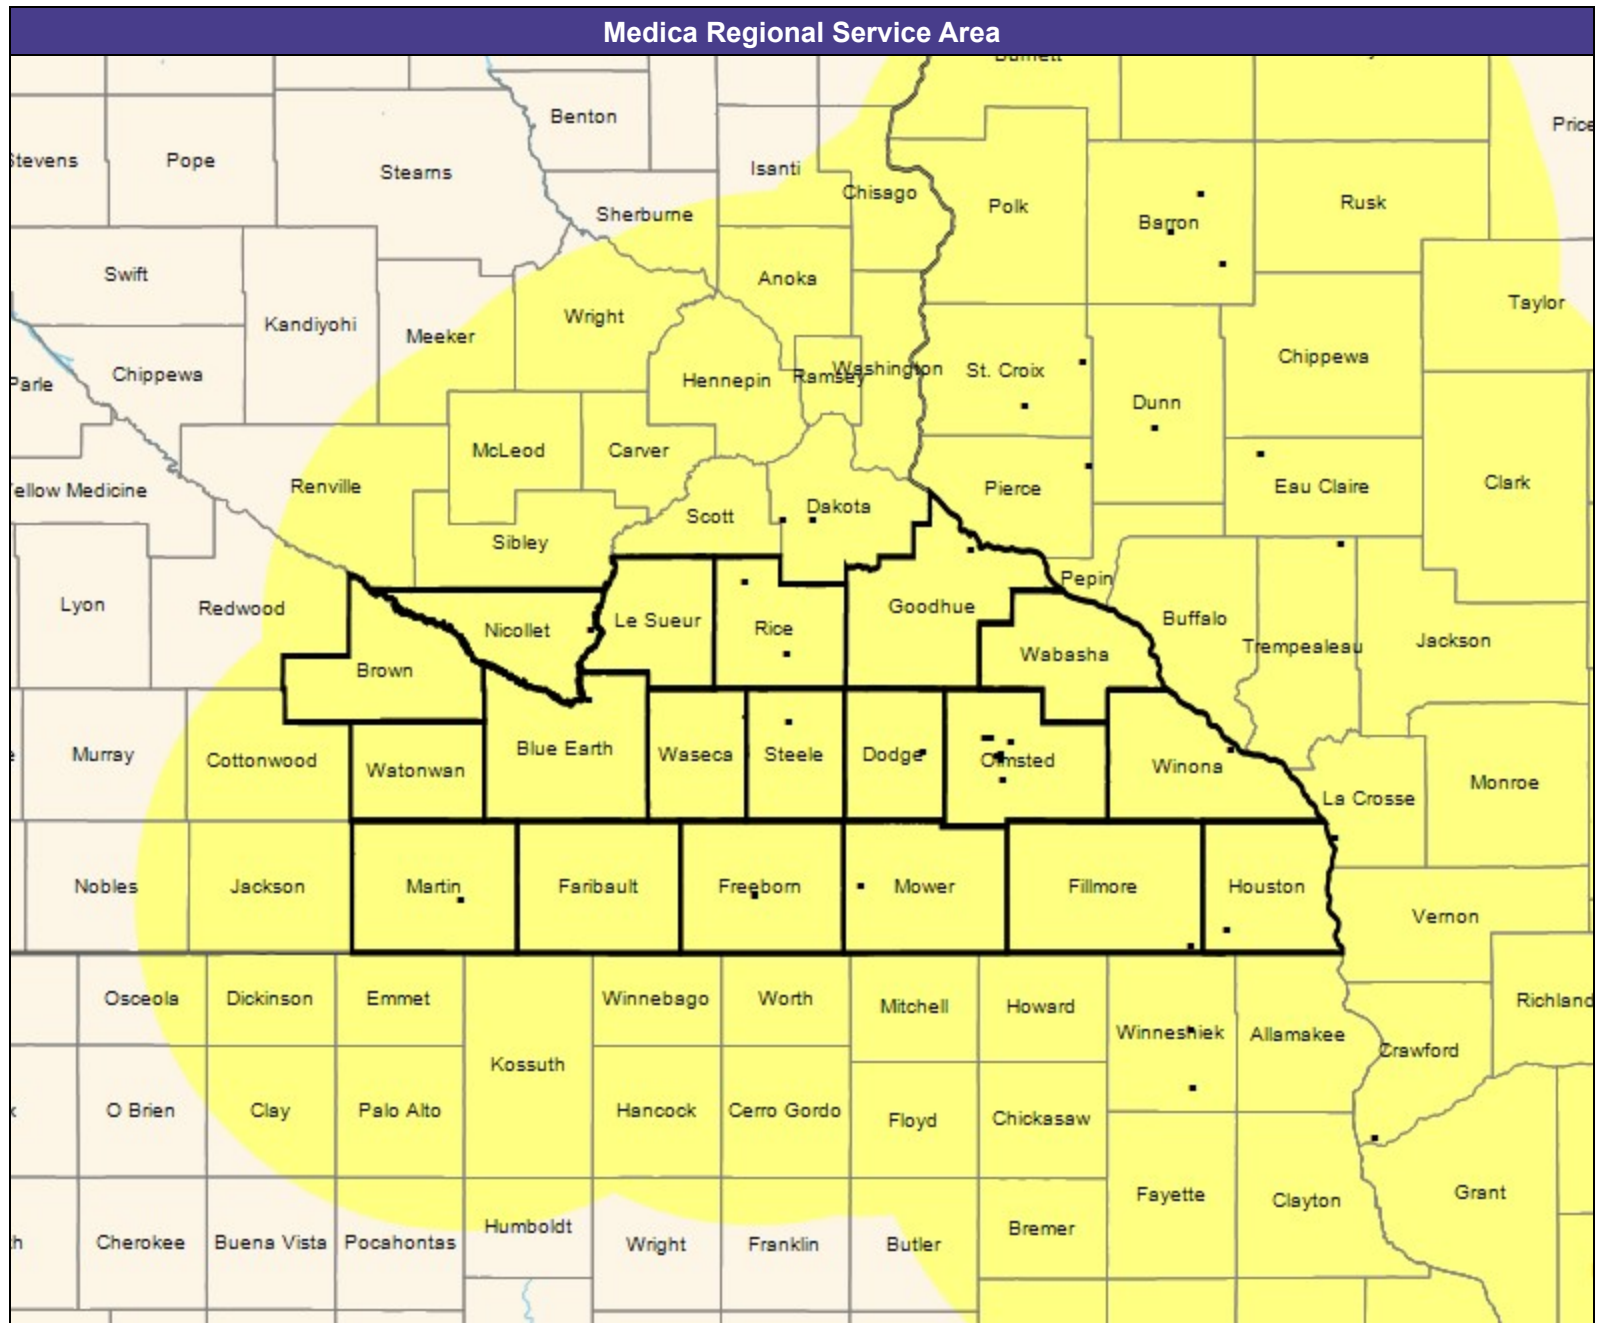 Medica Regional Service Area
Burnett
Benton
Price
Stevens
Pope
Stearns
Isanti
Chisago
Sherburne
Polk
Barron
Rusk
Swift
Anoka
Taylor
Kandiyohi
Wright
Meeker
Chippewa
Parle
Chippewa
Hennepin
Ramsey
Washington
St. Croix
Dunn
McLeod
Carver
Renville
Yellow Medicine
Dakota
Pierce
Eau Claire
Clark
Scott
Sibley
Pepin
Lyon
Redwood
Goodhue
Nicollet
Le Sueur
Rice
Buffalo
Trempealeau
Jackson
Wabasha
Brown
Murray
Cottonwood
Watonwan
Blue Earth
Waseca
Steele
Dodge
Olmsted
Winona
La Crosse
Monroe
Nobles
Jackson
Martin
Faribault
Freeborn
Mower
Fillmore
Houston
Vernon
Osceola
Dickinson
Emmet
Winnebago
Worth
Mitchell
Howard
Richland
Winneshiek
Allamakee
Crawford
Kossuth
O Brien
Clay
Palo Alto
Hancock
Cerro Gordo
Floyd
Chickasaw
Fayette
Clayton
Grant
Humboldt
Bremer
Cherokee
Buena Vista
Pocahontas
Wright
Franklin
Butler